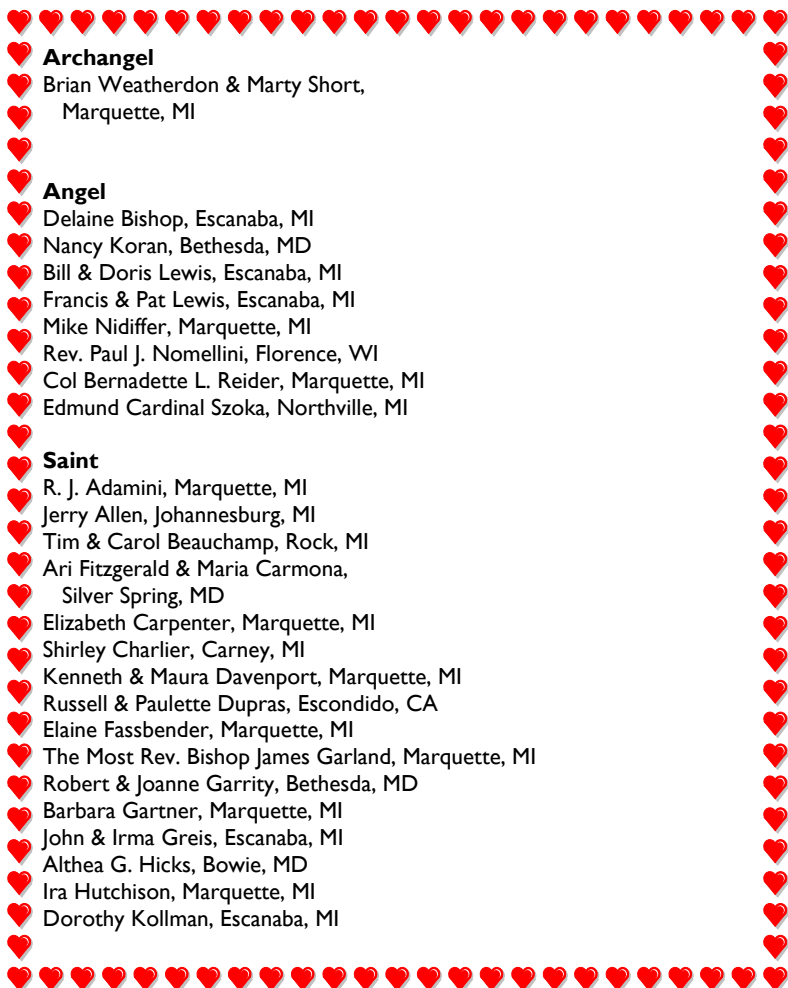 Archangel
Brian Weatherdon & Marty Short,
Marquette, MI
Angel
Delaine Bishop, Escanaba, MI
Nancy Koran, Bethesda, MD
Bill & Doris Lewis, Escanaba, MI
Francis & Pat Lewis, Escanaba, MI
Mike Nidiffer, Marquette, MI
Rev. Paul J. Nomellini, Florence, WI
Col Bernadette L. Reider, Marquette, MI
Edmund Cardinal Szoka, Northville, MI
Saint
R. J. Adamini, Marquette, MI
Jerry Allen, Johannesburg, MI
Tim & Carol Beauchamp, Rock, MI
Ari Fitzgerald & Maria Carmona,
Silver Spring, MD
Elizabeth Carpenter, Marquette, MI
Shirley Charlier, Carney, MI
Kenneth & Maura Davenport, Marquette, MI
Russell & Paulette Dupras, Escondido, CA
Elaine Fassbender, Marquette, MI
The Most Rev. Bishop James Garland, Marquette, MI
Robert & Joanne Garrity, Bethesda, MD
Barbara Gartner, Marquette, MI
John & Irma Greis, Escanaba, MI
Althea G. Hicks, Bowie, MD
Ira Hutchison, Marquette, MI
Dorothy Kollman, Escanaba, MI